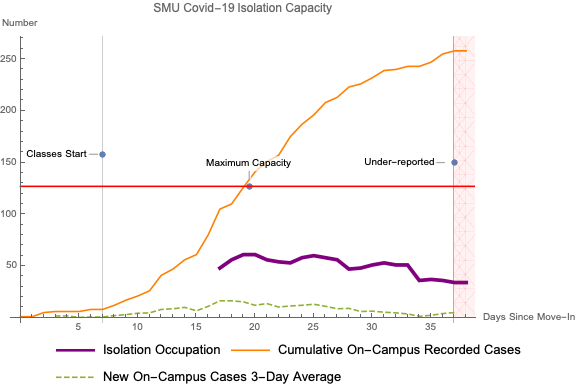 SMU Covid-19 Isolation Capacity
Number
250
200
Classes Start
150
Maximum Capacity
Under-reported
100
50
5 10 15 20 25 30 35
Days Since Move-In
Isolation Occupation
Cumulative On-Campus Recorded Cases
New On-Campus Cases 3-Day Average